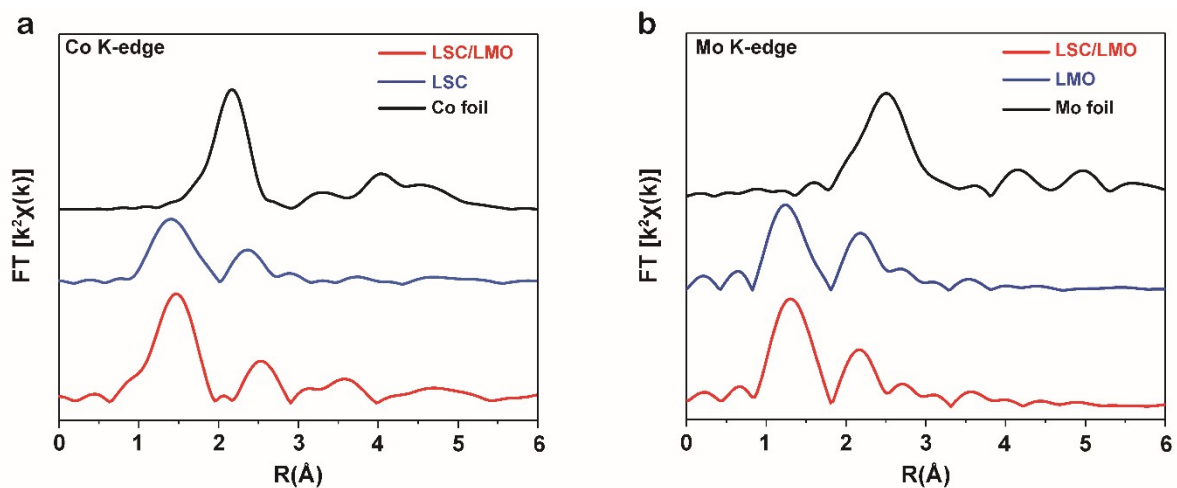 a
Co K-edge
LSC/LMO
LSC
Co foil
FT [k²χ(k)]
0 1 2 3 4 5 6
R(Å)
b
Mo K-edge
LSC/LMO
LMO
Mo foil
FT [k²χ(k)]
0 1 2 3 4 5 6
R(Å)